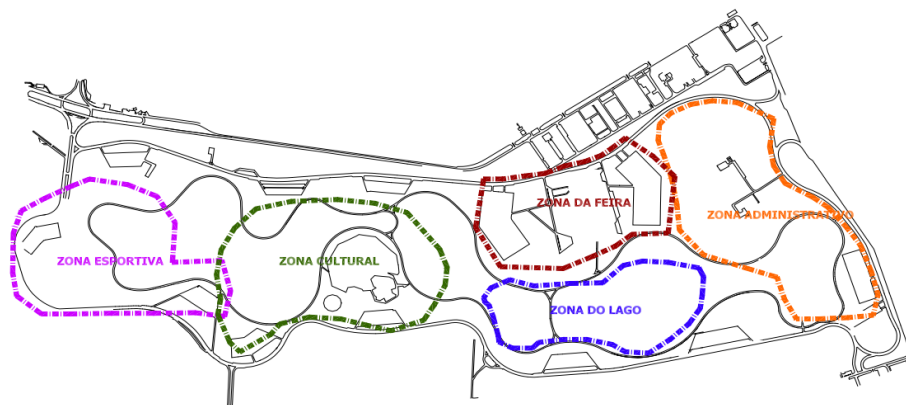 ZONA DA FEIRA
ZONA ADMINISTRATIVO
ZONA ESPORTIVA
ZONA CULTURAL
ZONA DO LAGO